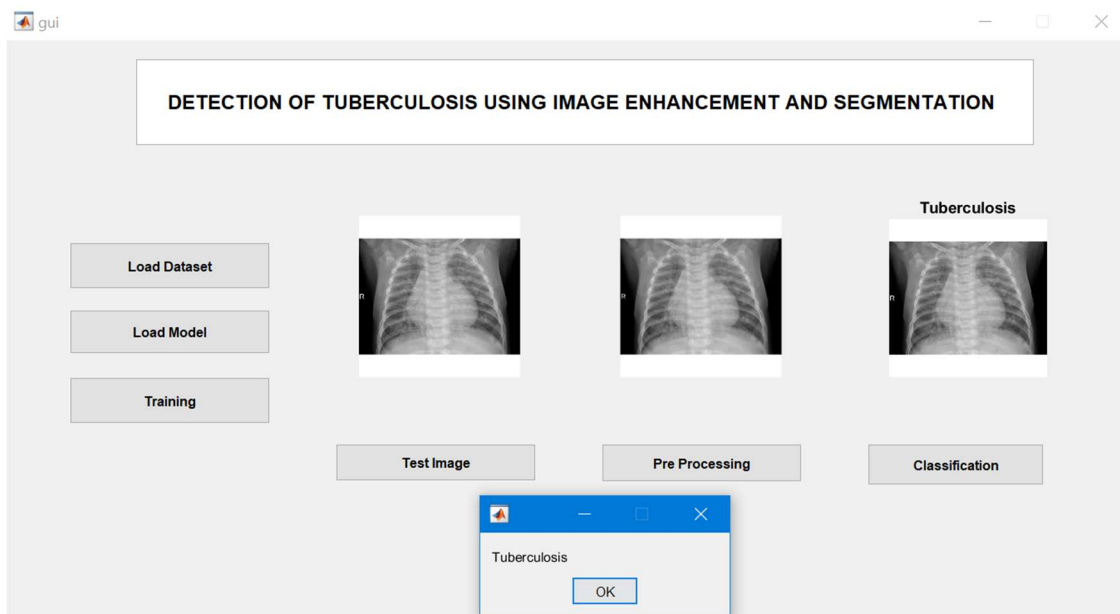 gui
DETECTION OF TUBERCULOSIS USING IMAGE ENHANCEMENT AND SEGMENTATION
Tuberculosis
Load Dataset
Load Model
Training
R
R
R
Test Image
Pre Processing
Classification
Tuberculosis
OK